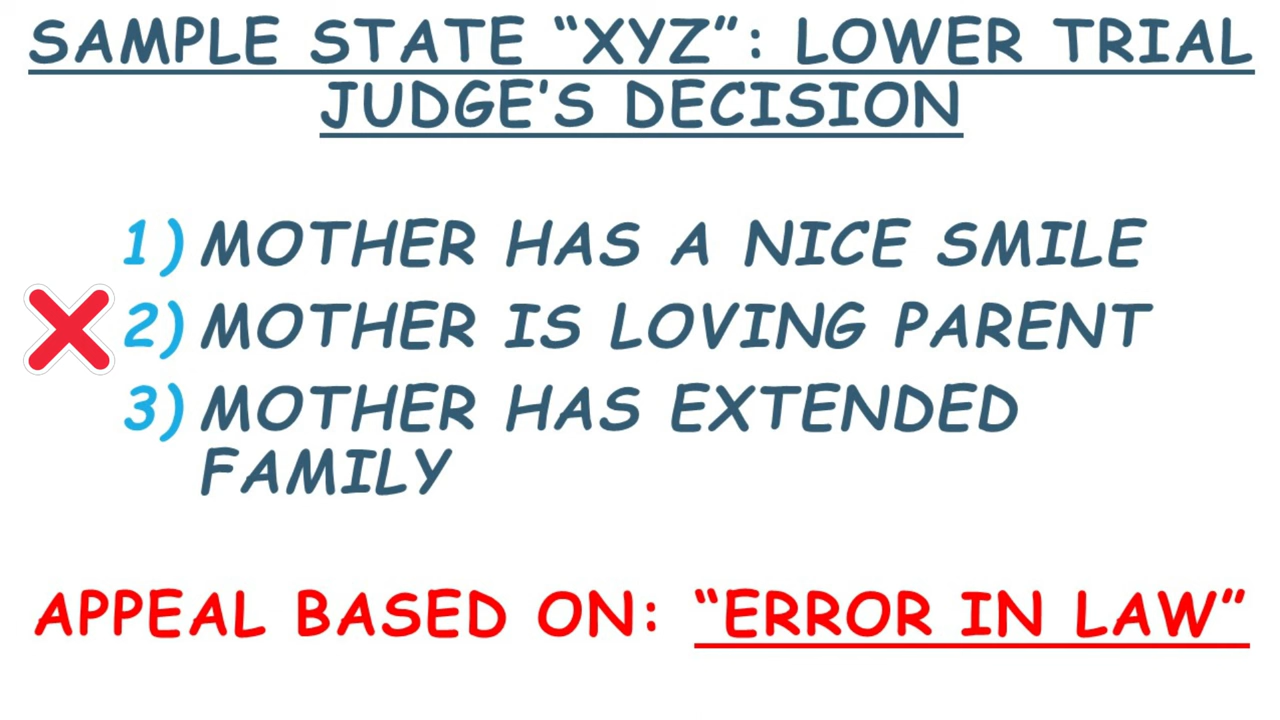 SAMPLE STATE “XYZ”: LOWER TRIAL
JUDGE'S DECISION
1) MOTHER HAS A NICE SMILE
2) MOTHER IS LOVING PARENT
3) MOTHER HAS EXTENDED
FAMILY
APPEAL BASED ON: “ERROR IN LAW”